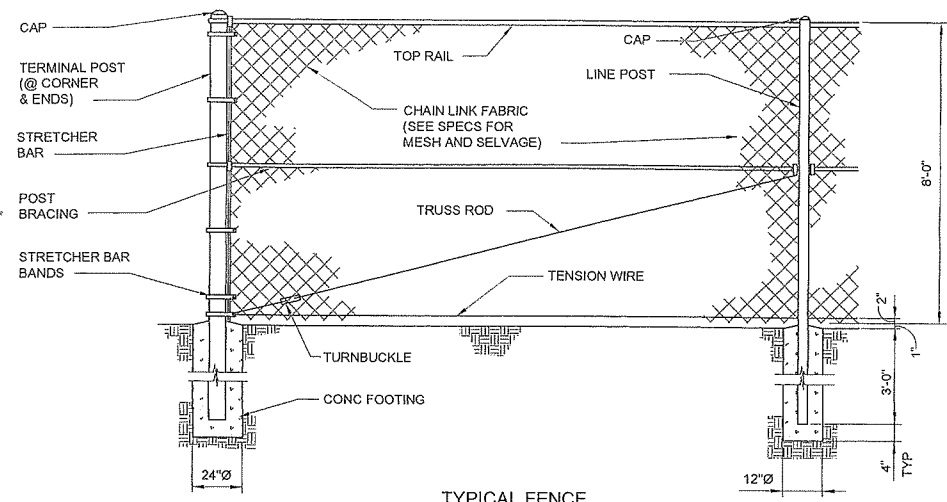 CAP
TERMINAL POST
(@ CORNER
& ENDS)
STRETCHER
BAR
POST
BRACING
STRETCHER BAR
BANDS
TOP RAIL
CHAIN LINK FABRIC
(SEE SPECS FOR
MESH AND SELVAGE)
TRUSS ROD
TENSION WIRE
TURNBUCKLE
CONC FOOTING
CAP
LINE POST
8'-0"
2"
1"
3'-0"
4"
TYP
24"Ø
12"Ø
TYPICAL FENCE